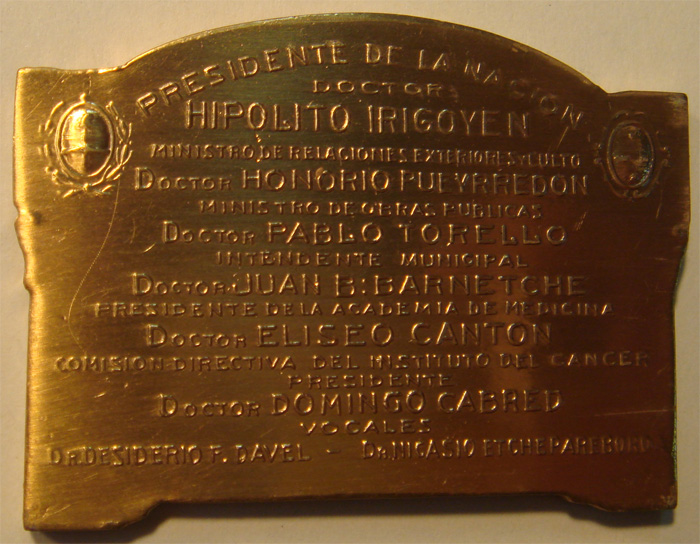 PRESIDENTE DE LA NACION
DOCTOR
HIPOLITO IRIGOYEN
MINISTRO DE RELACIONES EXTERIORES Y CULTO
DOCTOR HONORIO PUEYRREDON
MINISTRO DE OBRAS PUBLICAS
DOCTOR PABLO TORELLO
INTENDENTE MUNICIPAL
DOCTOR JUAN B. BARNETCHE
PRESIDENTE DE LA ACADEMIA DE MEDICINA
DOCTOR ELISEO CANTON
COMISION DIRECTIVA DEL INSTITUTO DEL CANCER
PRESIDENTE
DOCTOR DOMINGO CABRED
VOCALES
DR. DESIDERIO F. DAVEL - DR. NICASIO ETCHEPAREBORD